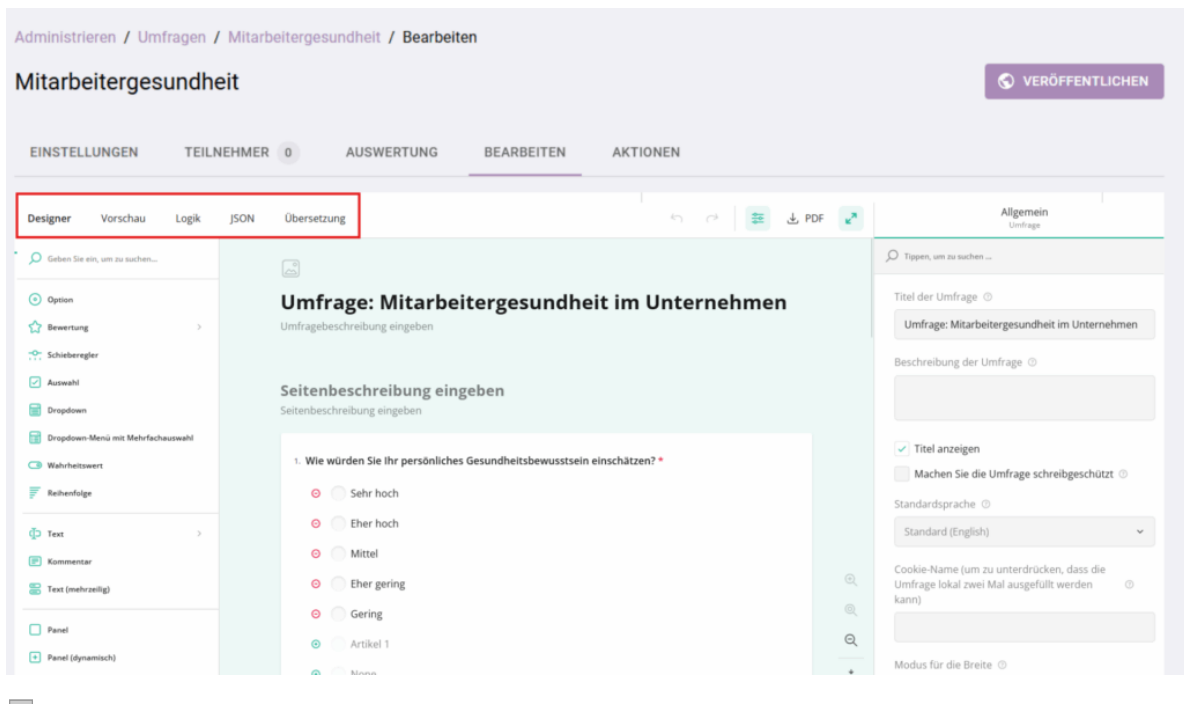 Administrieren / Umfragen / Mitarbeitergesundheit / Bearbeiten
Mitarbeitergesundheit
VERÖFFENTLICHEN
EINSTELLUNGEN TEILNEHMER 0 AUSWERTUNG BEARBEITEN AKTIONEN
Designer Vorschau Logik JSON Übersetzung
PDF
Allgemein
Umfrage
Geben Sie ein, um zu suchen...
Option
Bewertung
Schieberegler
Auswahl
Dropdown
Dropdown-Menü mit Mehrfachauswahl
Wahrheitswert
Reihenfolge
Text
Kommentar
Text (mehrzeilig)
Panel
Panel (dynamisch)
Umfrage: Mitarbeitergesundheit im Unternehmen
Umfragebeschreibung eingeben
Seitenbeschreibung eingeben
Seitenbeschreibung eingeben
1. Wie würden Sie Ihr persönliches Gesundheitsbewusstsein einschätzen? *
Sehr hoch
Eher hoch
Mittel
Eher gering
Gering
Artikel 1
None
Tippen, um zu suchen ...
Titel der Umfrage
Umfrage: Mitarbeitergesundheit im Unternehmen
Beschreibung der Umfrage
Titel anzeigen
Machen Sie die Umfrage schreibgeschützt
Standardsprache
Standard (English)
Cookie-Name (um zu unterdrücken, dass die
Umfrage lokal zwei Mal ausgefüllt werden
kann)
Modus für die Breite